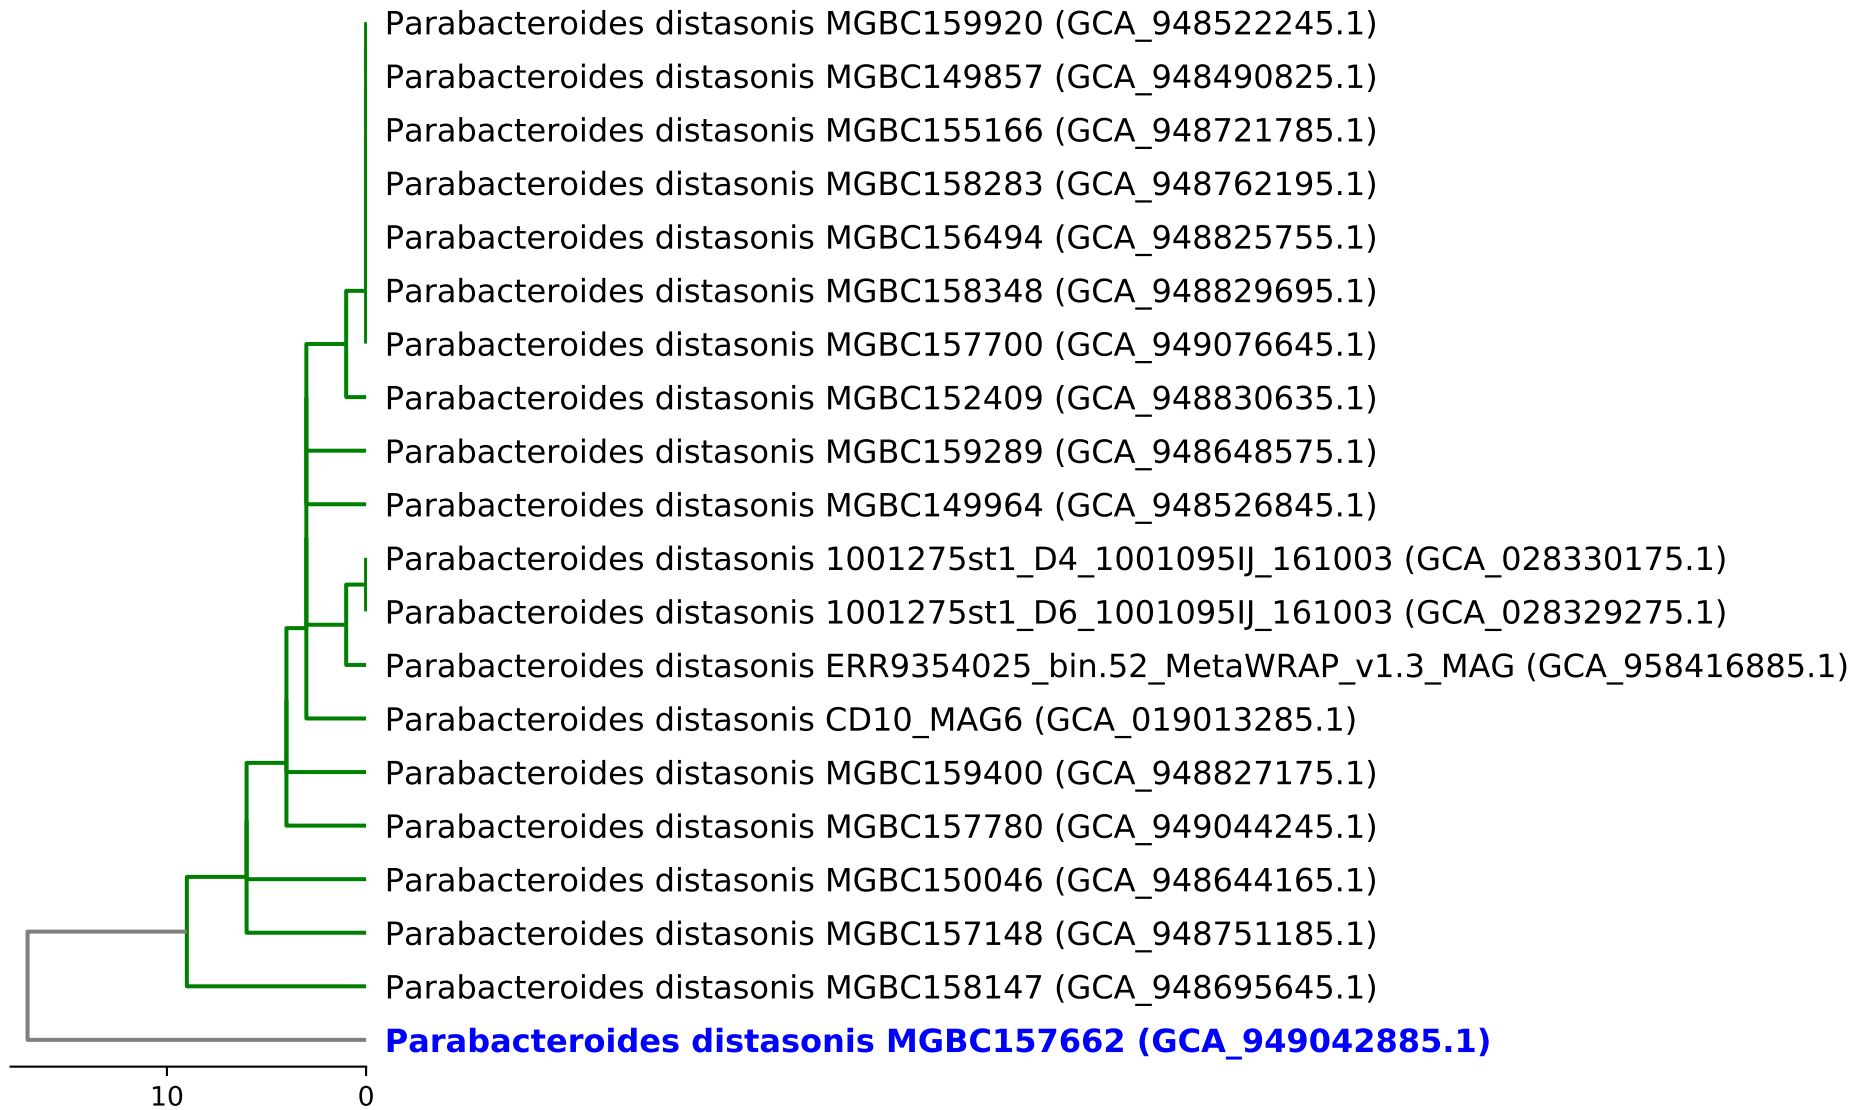 Parabacteroides distasonis MGBC159920 (GCA_948522245.1)
Parabacteroides distasonis MGBC149857 (GCA_948490825.1)
Parabacteroides distasonis MGBC155166 (GCA_948721785.1)
Parabacteroides distasonis MGBC158283 (GCA_948762195.1)
Parabacteroides distasonis MGBC156494 (GCA_948825755.1)
Parabacteroides distasonis MGBC158348 (GCA_948829695.1)
Parabacteroides distasonis MGBC157700 (GCA_949076645.1)
Parabacteroides distasonis MGBC152409 (GCA_948830635.1)
Parabacteroides distasonis MGBC159289 (GCA_948648575.1)
Parabacteroides distasonis MGBC149964 (GCA_948526845.1)
Parabacteroides distasonis 1001275st1_D4_1001095IJ_161003 (GCA_028330175.1)
Parabacteroides distasonis 1001275st1_D6_1001095IJ_161003 (GCA_028329275.1)
Parabacteroides distasonis ERR9354025_bin.52_MetaWRAP_v1.3_MAG (GCA_958416885.1)
Parabacteroides distasonis CD10_MAG6 (GCA_019013285.1)
Parabacteroides distasonis MGBC159400 (GCA_948827175.1)
Parabacteroides distasonis MGBC157780 (GCA_949044245.1)
Parabacteroides distasonis MGBC150046 (GCA_948644165.1)
Parabacteroides distasonis MGBC157148 (GCA_948751185.1)
Parabacteroides distasonis MGBC158147 (GCA_948695645.1)
Parabacteroides distasonis MGBC157662 (GCA_949042885.1)
10 0